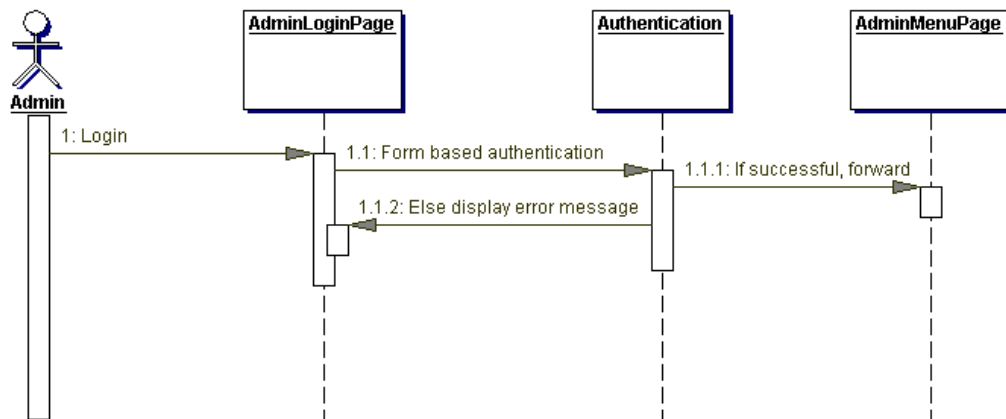 AdminLoginPage
Authentication
AdminMenuPage
Admin
1: Login
1.1: Form based authentication
1.1.1: If successful, forward
1.1.2: Else display error message